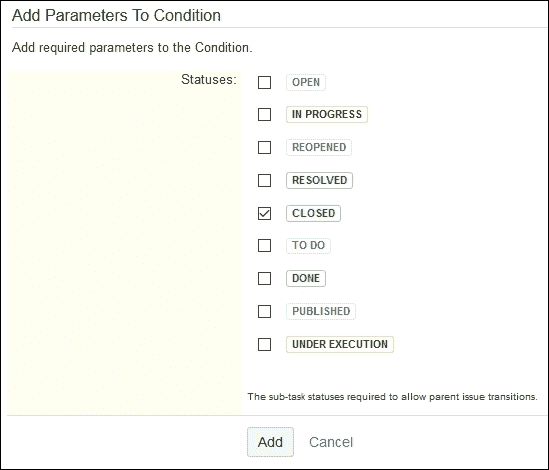 Add Parameters To Condition
Add required parameters to the Condition.
Statuses:
OPEN
IN PROGRESS
REOPENED
RESOLVED
CLOSED
TO DO
DONE
PUBLISHED
UNDER EXECUTION
The sub-task statuses required to allow parent issue transitions.
Add Cancel